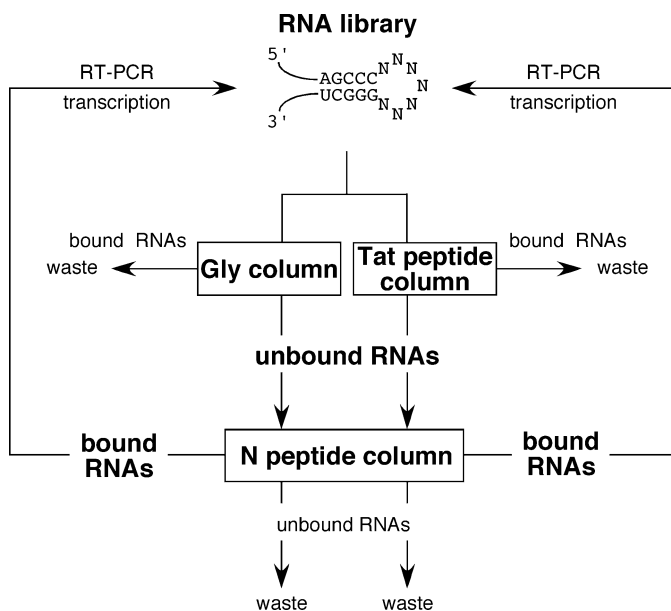 RNA library
5'
RT-PCR
transcription
AGCCC
UCGGG
NNNNNNN
3'
RT-PCR
transcription
bound RNAs
waste
Gly column
Tat peptide
column
bound RNAs
waste
unbound RNAs
bound
RNAs
N peptide column
bound
RNAs
unbound RNAs
waste
waste